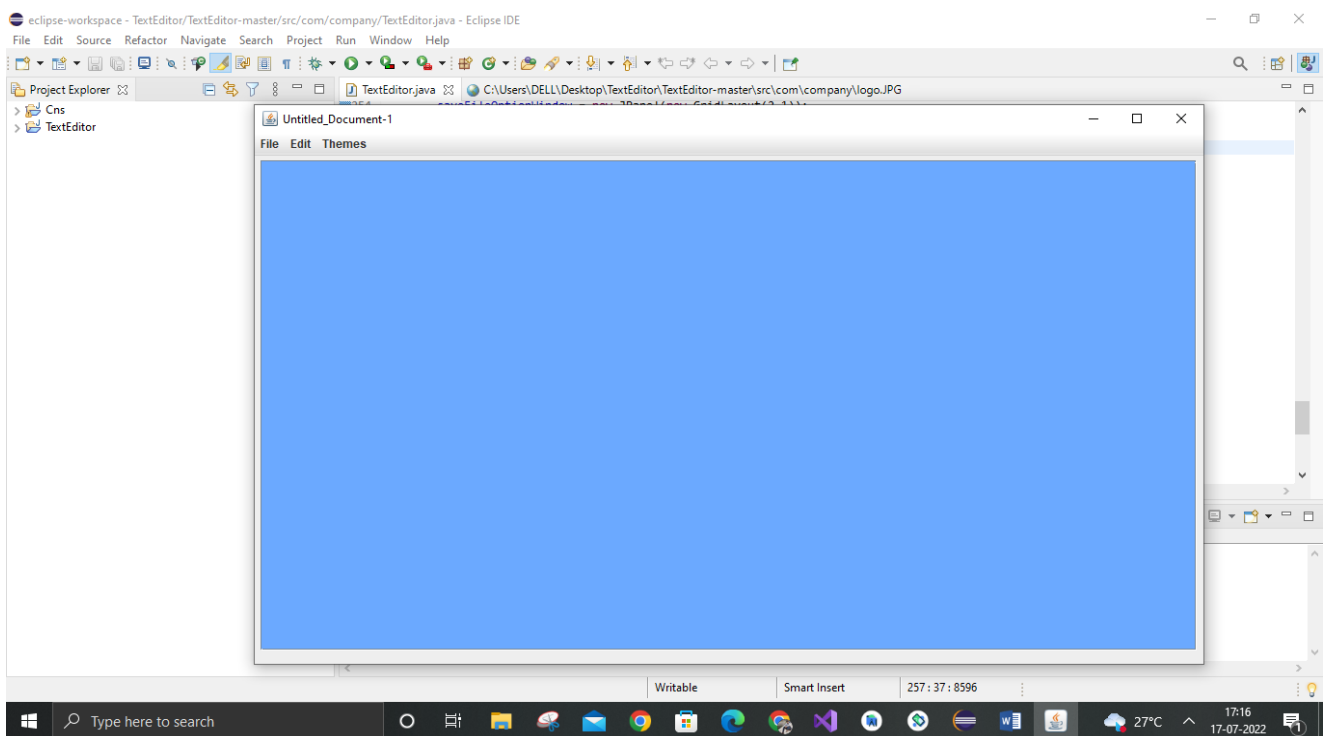 eclipse-workspace - TextEditor/TextEditor-master/src/com/company/TextEditor.java - Eclipse IDE
File Edit Source Refactor Navigate Search Project Run Window Help
Project Explorer
TextEditor.java C:\Users\DELL\Desktop\TextEditor\TextEditor-master\src\com\company\logo.JPG
Cns
TextEditor
Untitled_Document-1
File Edit Themes
Writable Smart Insert 257 : 37 : 8596
Type here to search
27°C
17:16
17-07-2022